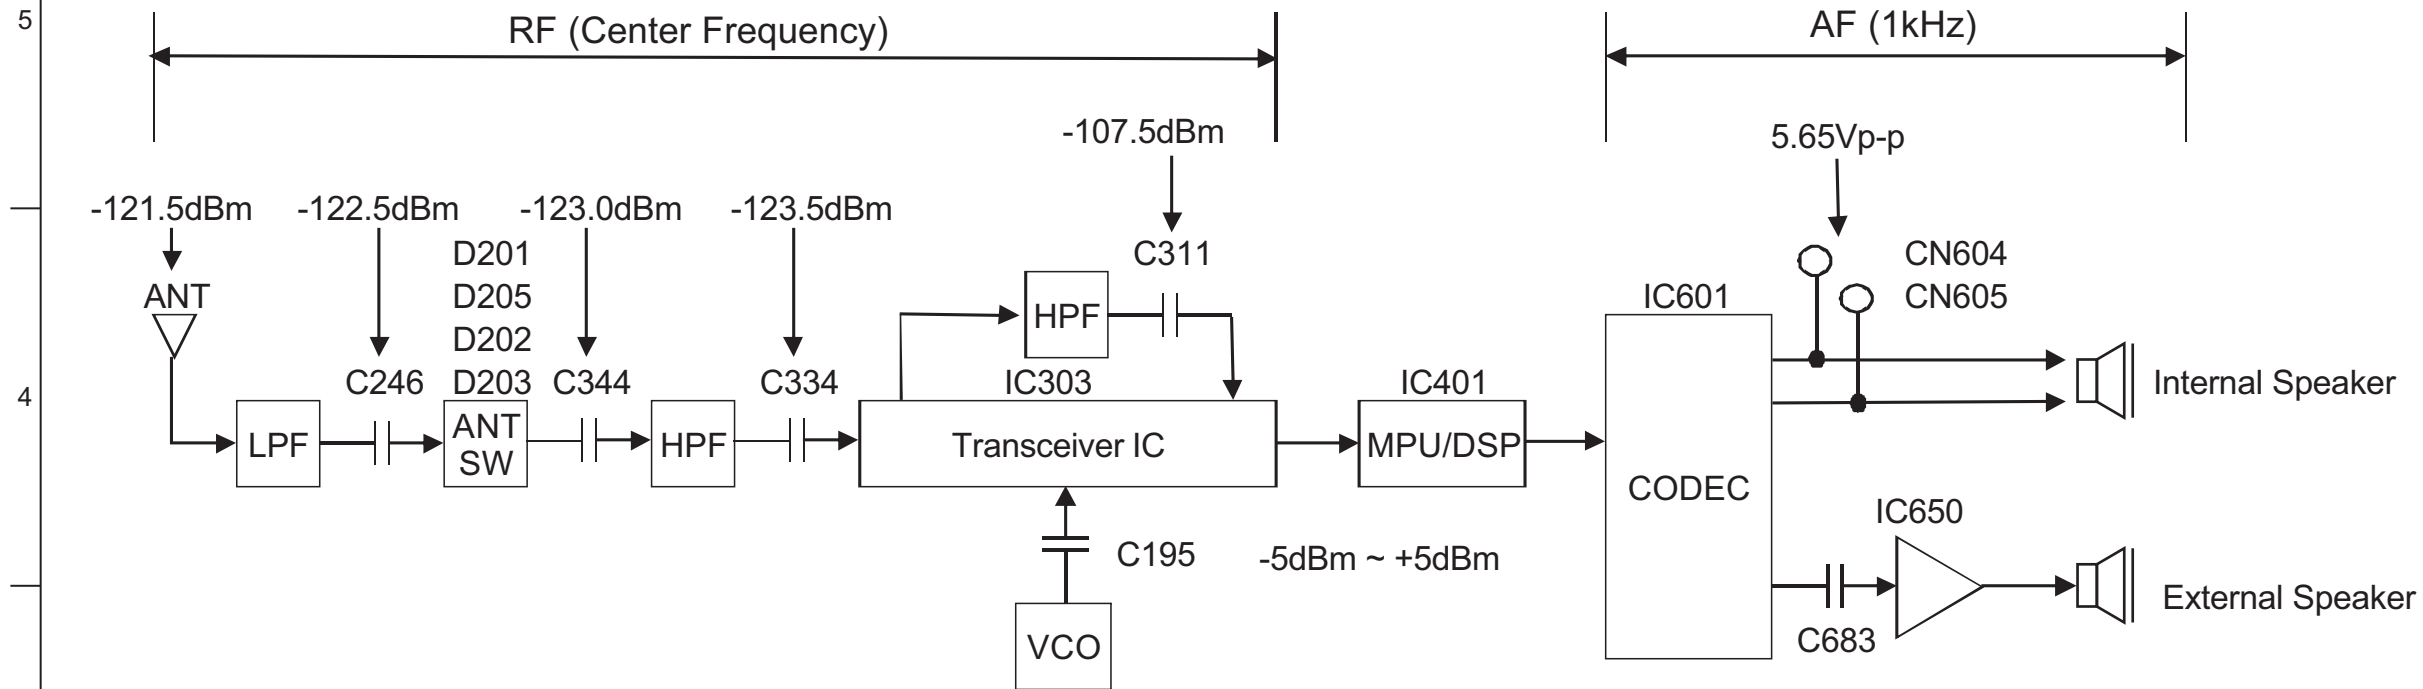 5
RF (Center Frequency)
AF (1kHz)
-107.5dBm
5.65Vp-p
-121.5dBm
-122.5dBm
-123.0dBm
-123.5dBm
D201
D205
D202
D203
C311
CN604
CN605
ANT
IC601
HPF
4
C246
C344
C334
IC303
IC401
Internal Speaker
LPF
ANT
SW
HPF
Transceiver IC
MPU/DSP
CODEC
IC650
C195
-5dBm ~ +5dBm
External Speaker
C683
VCO